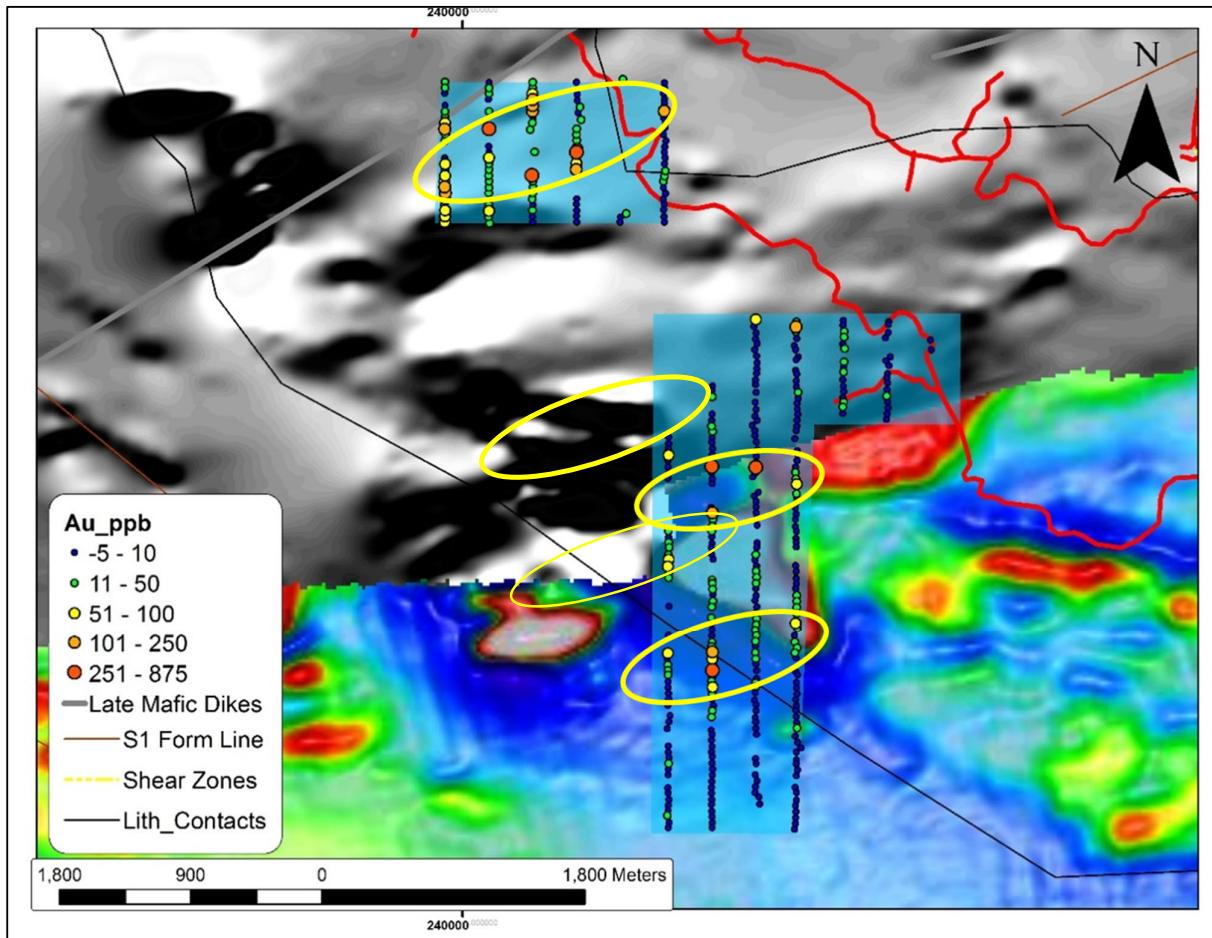 240000
N
Au_ppb
-5 - 10
11 - 50
51 - 100
101 - 250
251 - 875
Late Mafic Dikes
S1 Form Line
Shear Zones
Lith_Contacts
1,800 900 0 1,800 Meters
240000